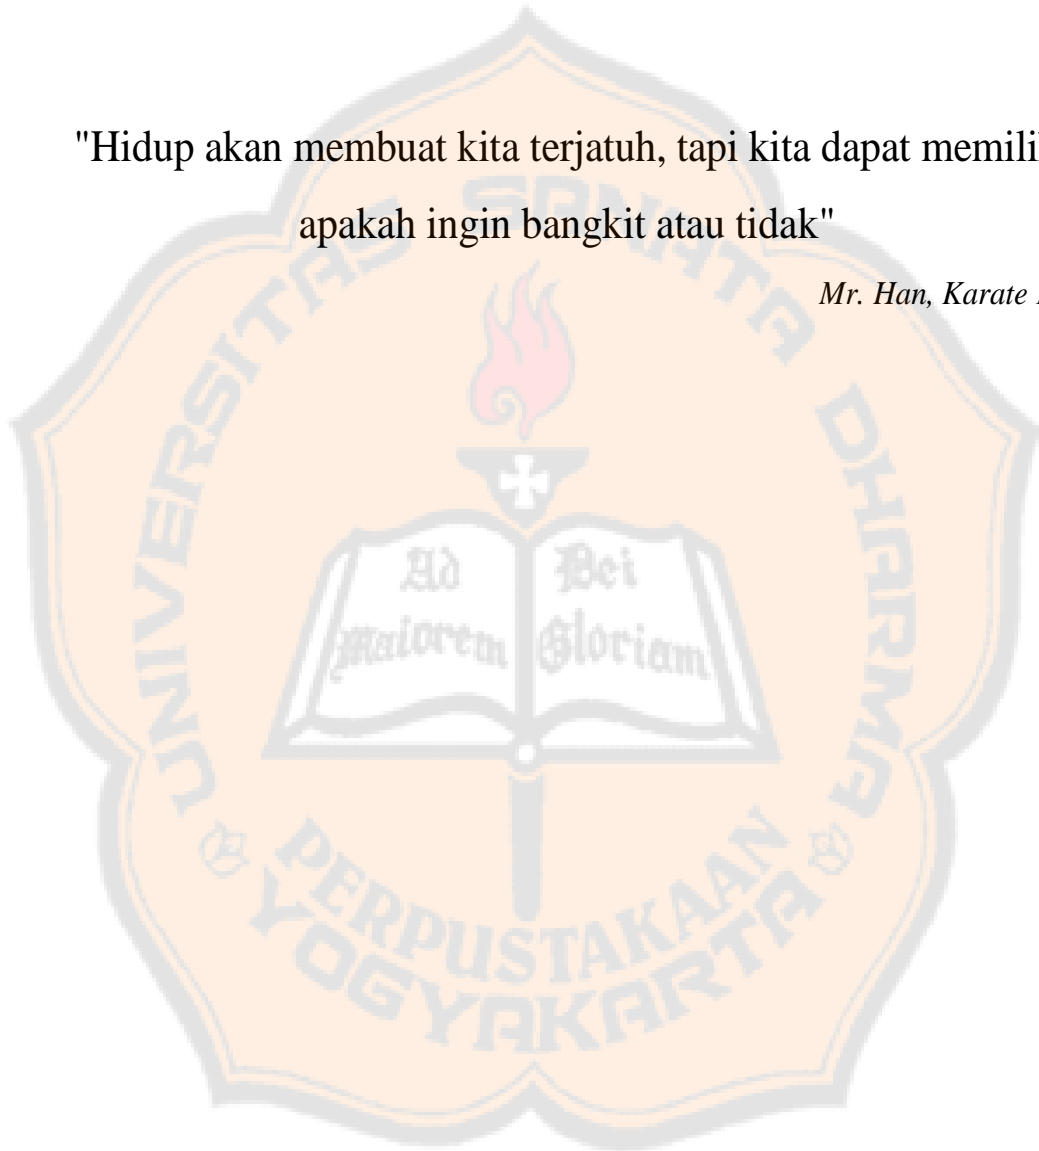 "Hidup akan membuat kita terjatuh, tapi kita dapat
apakah ingin bangkit atau tidak"
Mr. Han, Karate
UNIVERSITAS SANATA DHARMA
Ad Dei
Maiorem Gloriam
PERPUSTAKAAN
YOGYAKARTA